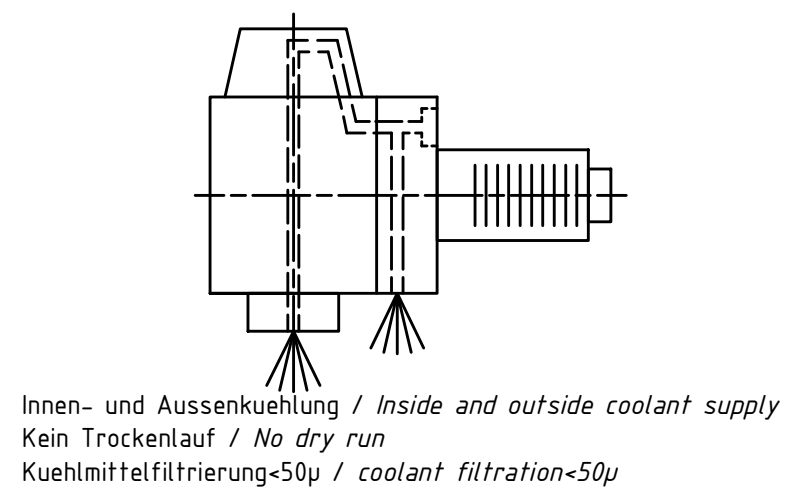 Innen- und Aussenkuehlung / Inside and outside coolant supply
Kein Trockenlauf / No dry run
Kuehlmittelfiltrierung<50µ / coolant filtration<50µ